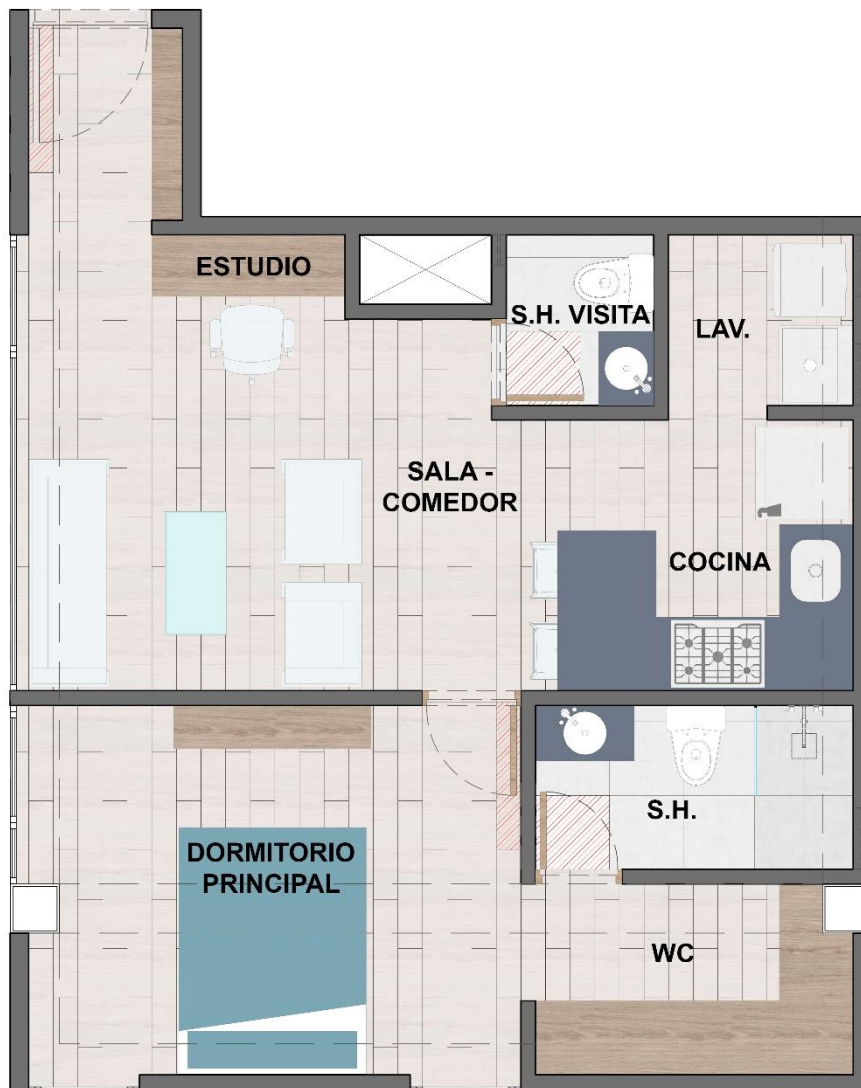 ESTUDIO
S.H. VISITA
LAV.
SALA -
COMEDOR
COCINA
S.H.
DORMITORIO
PRINCIPAL
WC